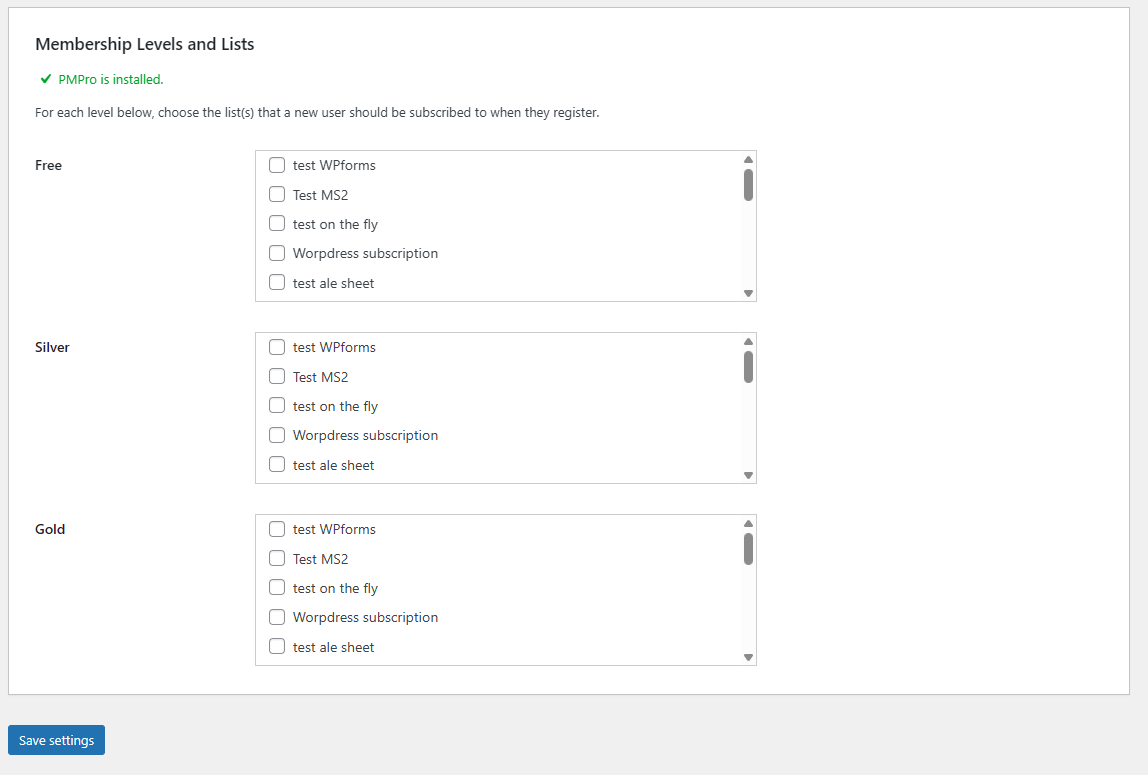 Membership Levels and Lists
PMPro is installed.
For each level below, choose the list(s) that a new user should be subscribed to when they register.
Free
test WPforms
Test MS2
test on the fly
Worpdress subscription
test ale sheet
Silver
test WPforms
Test MS2
test on the fly
Worpdress subscription
test ale sheet
Gold
test WPforms
Test MS2
test on the fly
Worpdress subscription
test ale sheet
Save settings